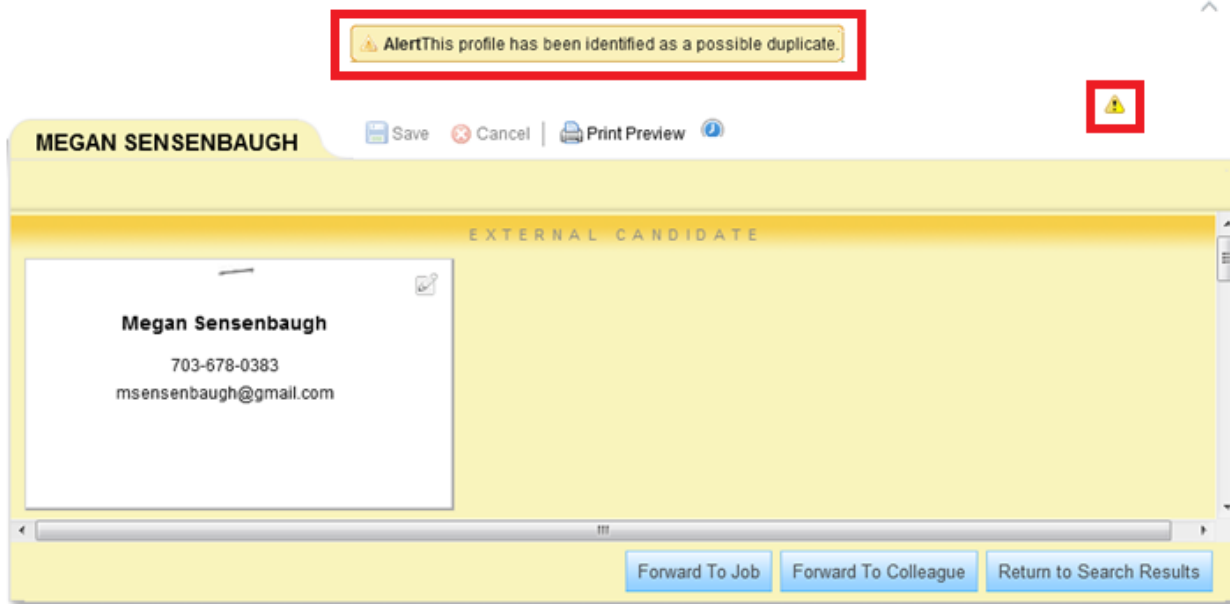 AlertThis profile has been identified as a possible duplicate.
MEGAN SENSENBAUGH
Save Cancel Print Preview
EXTERNAL CANDIDATE
Megan Sensenbaugh
703-678-0383
msensenbaugh@gmail.com
Forward To Job Forward To Colleague Return to Search Results